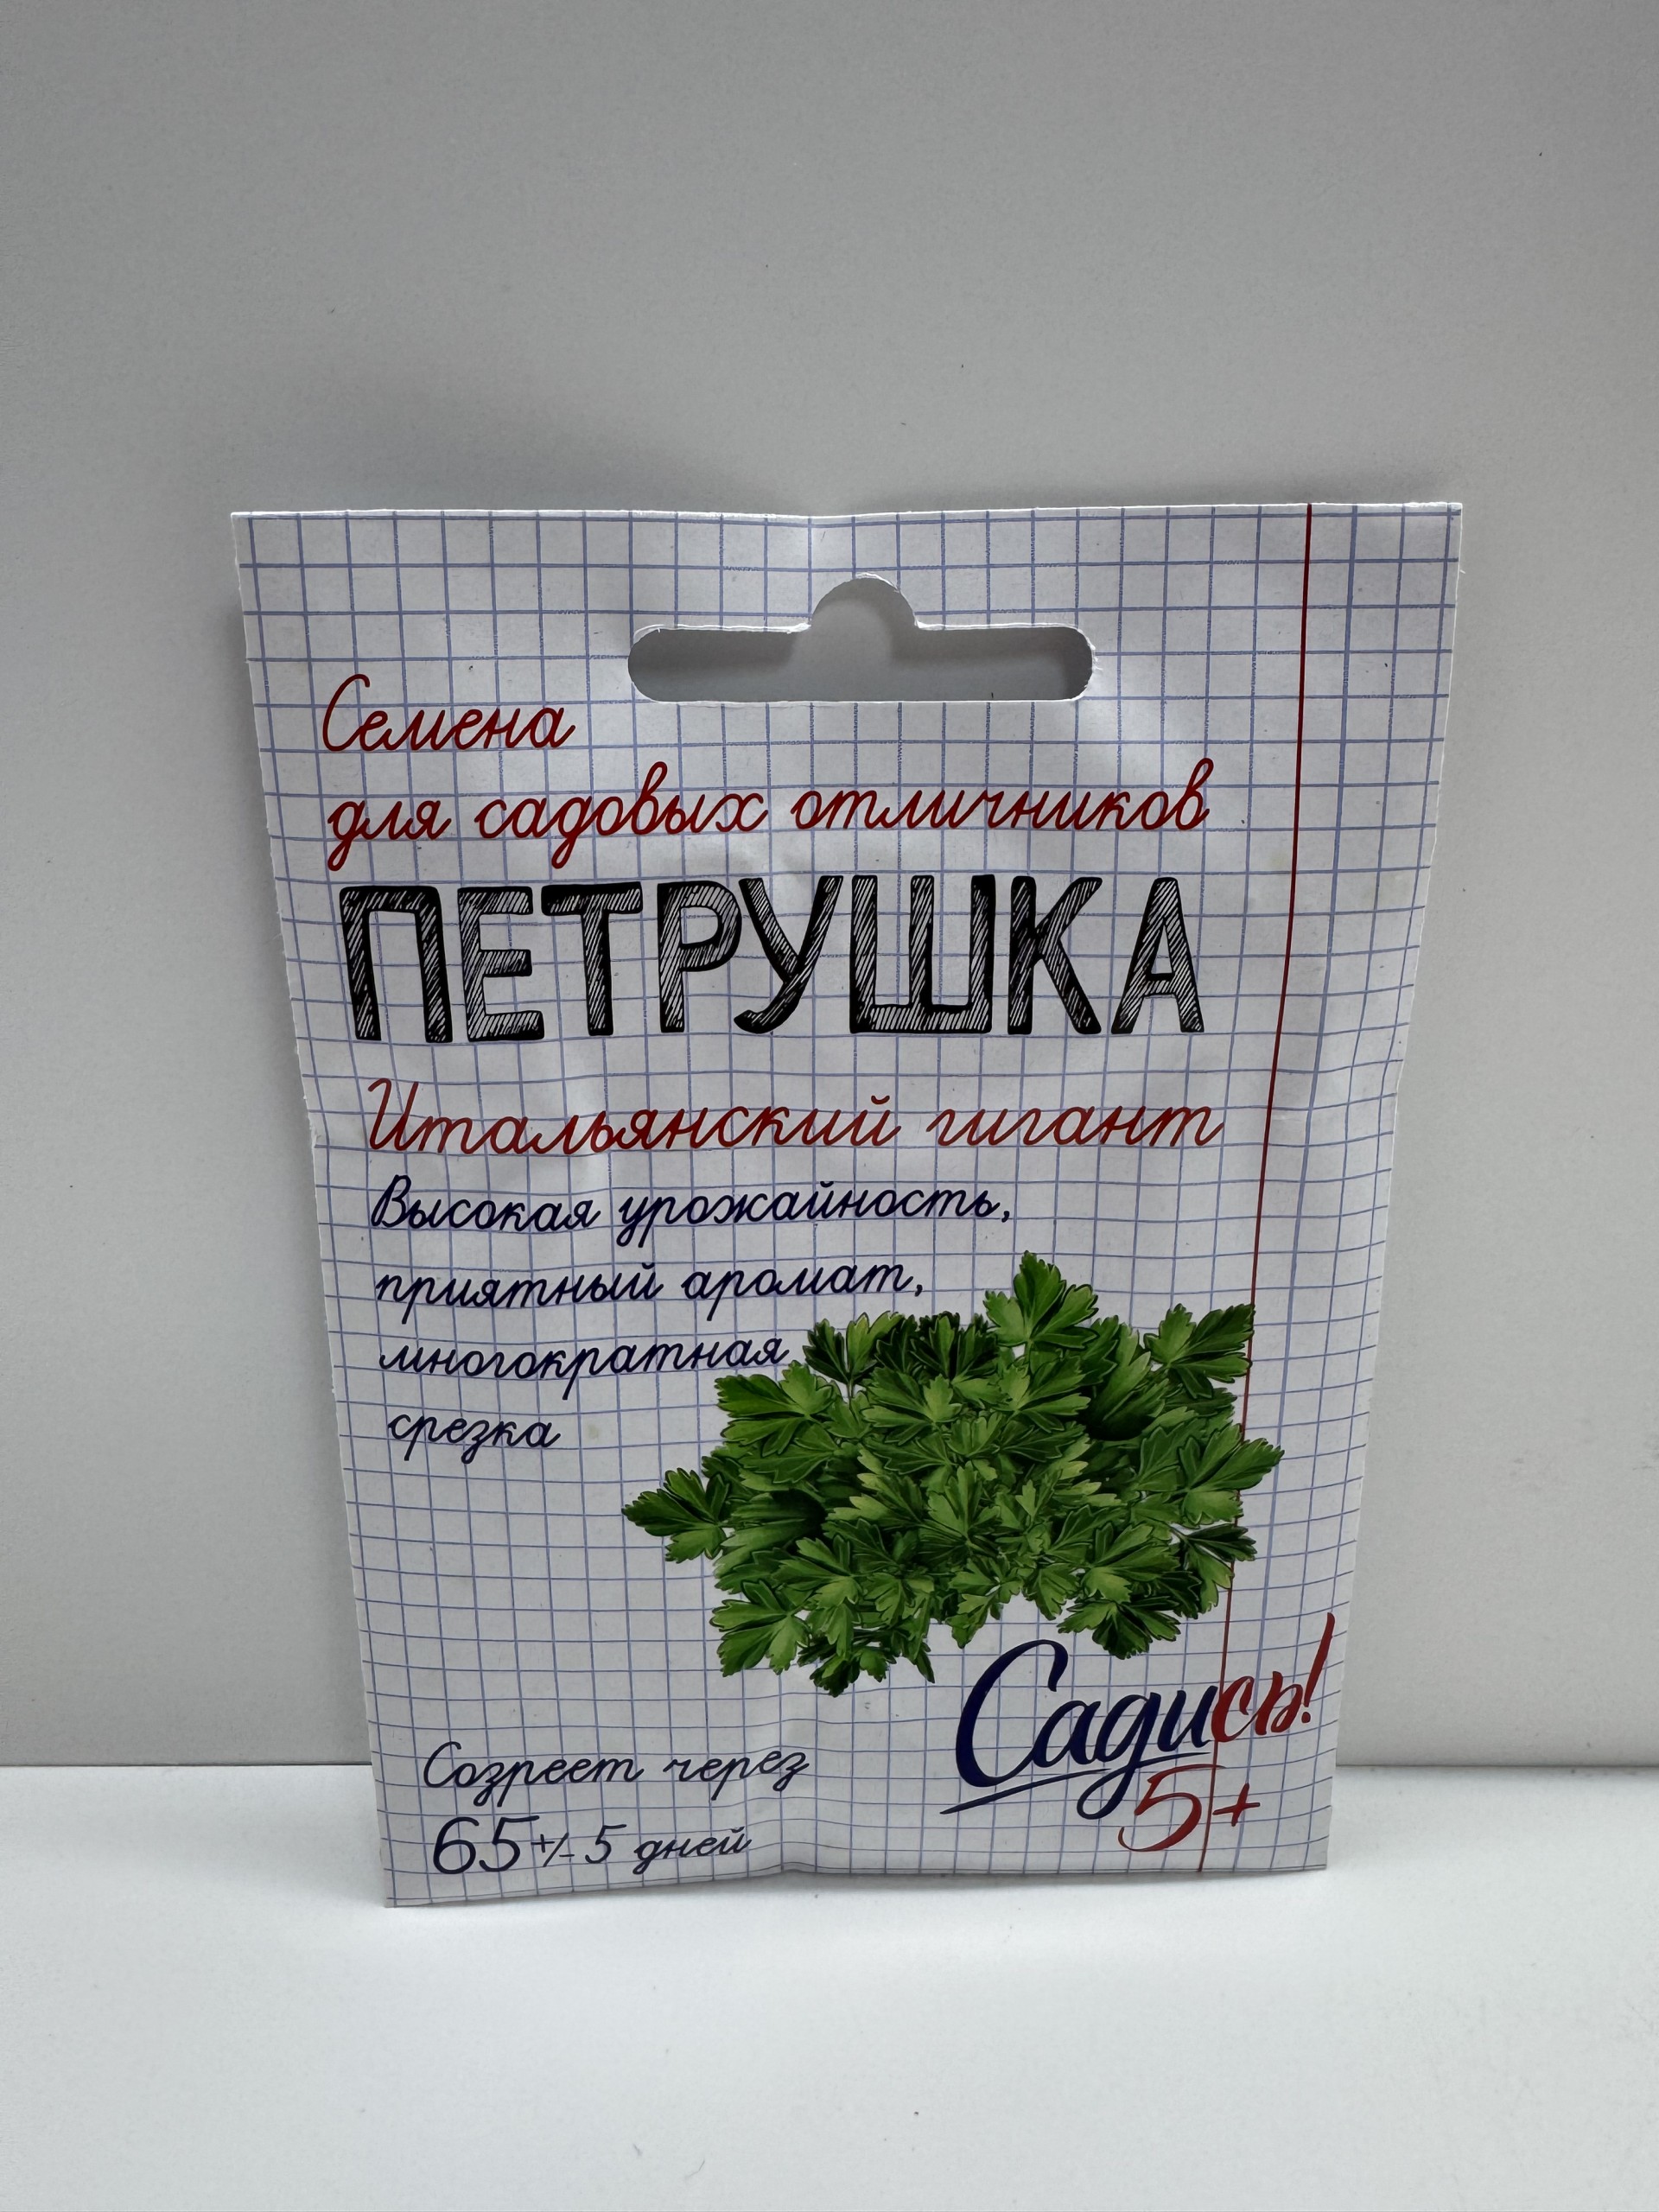 Семена
для садовых отличников
ПЕТРУШКА
Итальянский гигант
Высокая урожайность,
приятный аромат,
многократная
срезка
Созреет через
65+/-5 дней
Садись!
5+